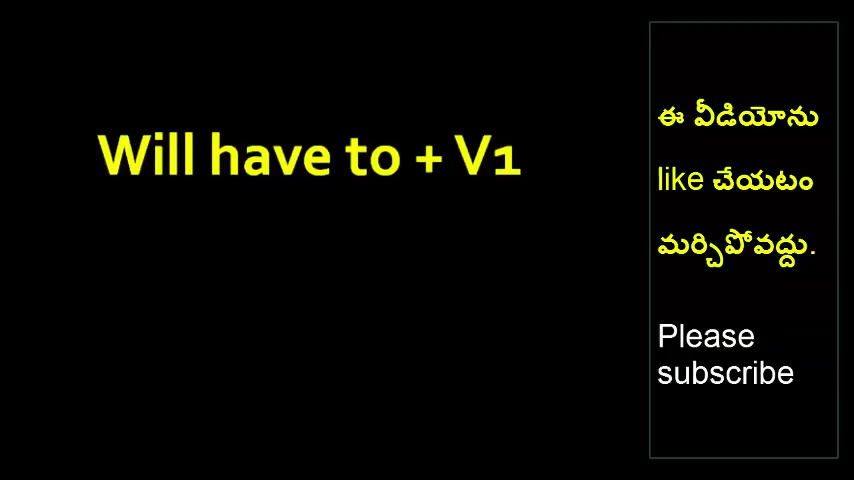 Will have to + V1
ఈ వీడియోను
like చేయటం
మర్చిపోవద్దు.
Please
subscribe